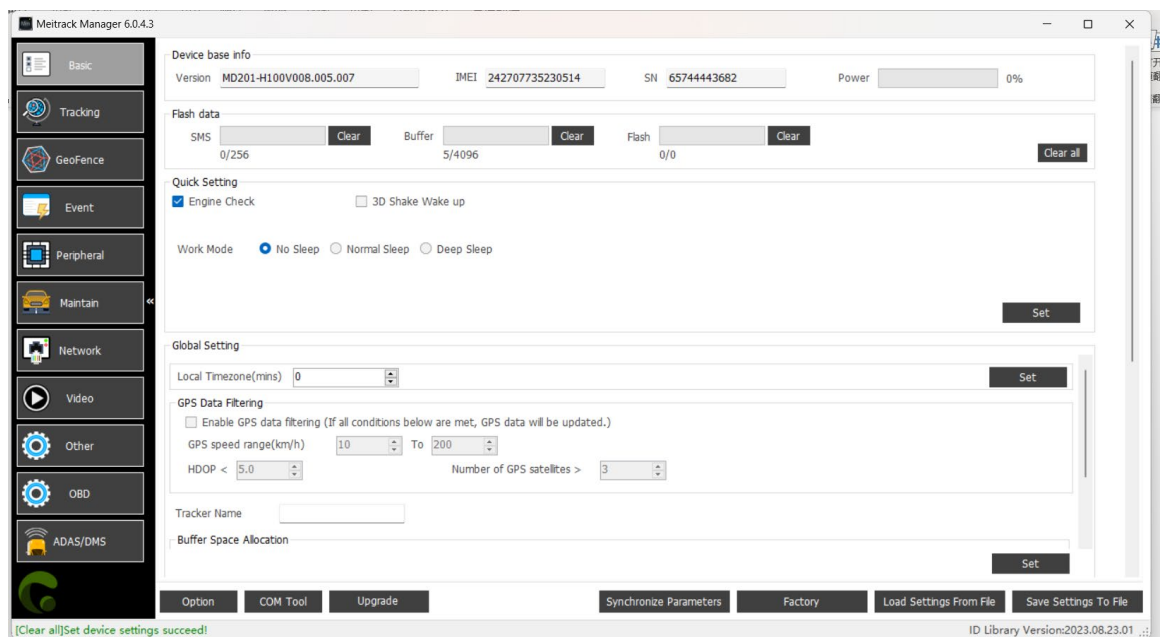 Meitrack Manager 6.0.4.3
Basic
Tracking
GeoFence
Event
Peripheral
Maintain
«
Network
Video
Other
OBD
ADAS/DMS
Device base info
Version MD201-H100V008.005.007 IMEI 242707735230514 SN 65744443682 Power 0%
Flash data
SMS Clear Buffer Clear Flash Clear
0/256 5/4096 0/0 Clear all
Quick Setting
Engine Check 3D Shake Wake up
Work Mode No Sleep Normal Sleep Deep Sleep
Set
Global Setting
Local Timezone(mins) 0 Set
GPS Data Filtering
Enable GPS data filtering (If all conditions below are met, GPS data will be updated.)
GPS speed range(km/h) 10 To 200
HDOP < 5.0 Number of GPS satellites > 3
Tracker Name
Buffer Space Allocation
Set
Option COM Tool Upgrade Synchronize Parameters Factory Load Settings From File Save Settings To File
[Clear all]Set device settings succeed! ID Library Version:2023.08.23.01